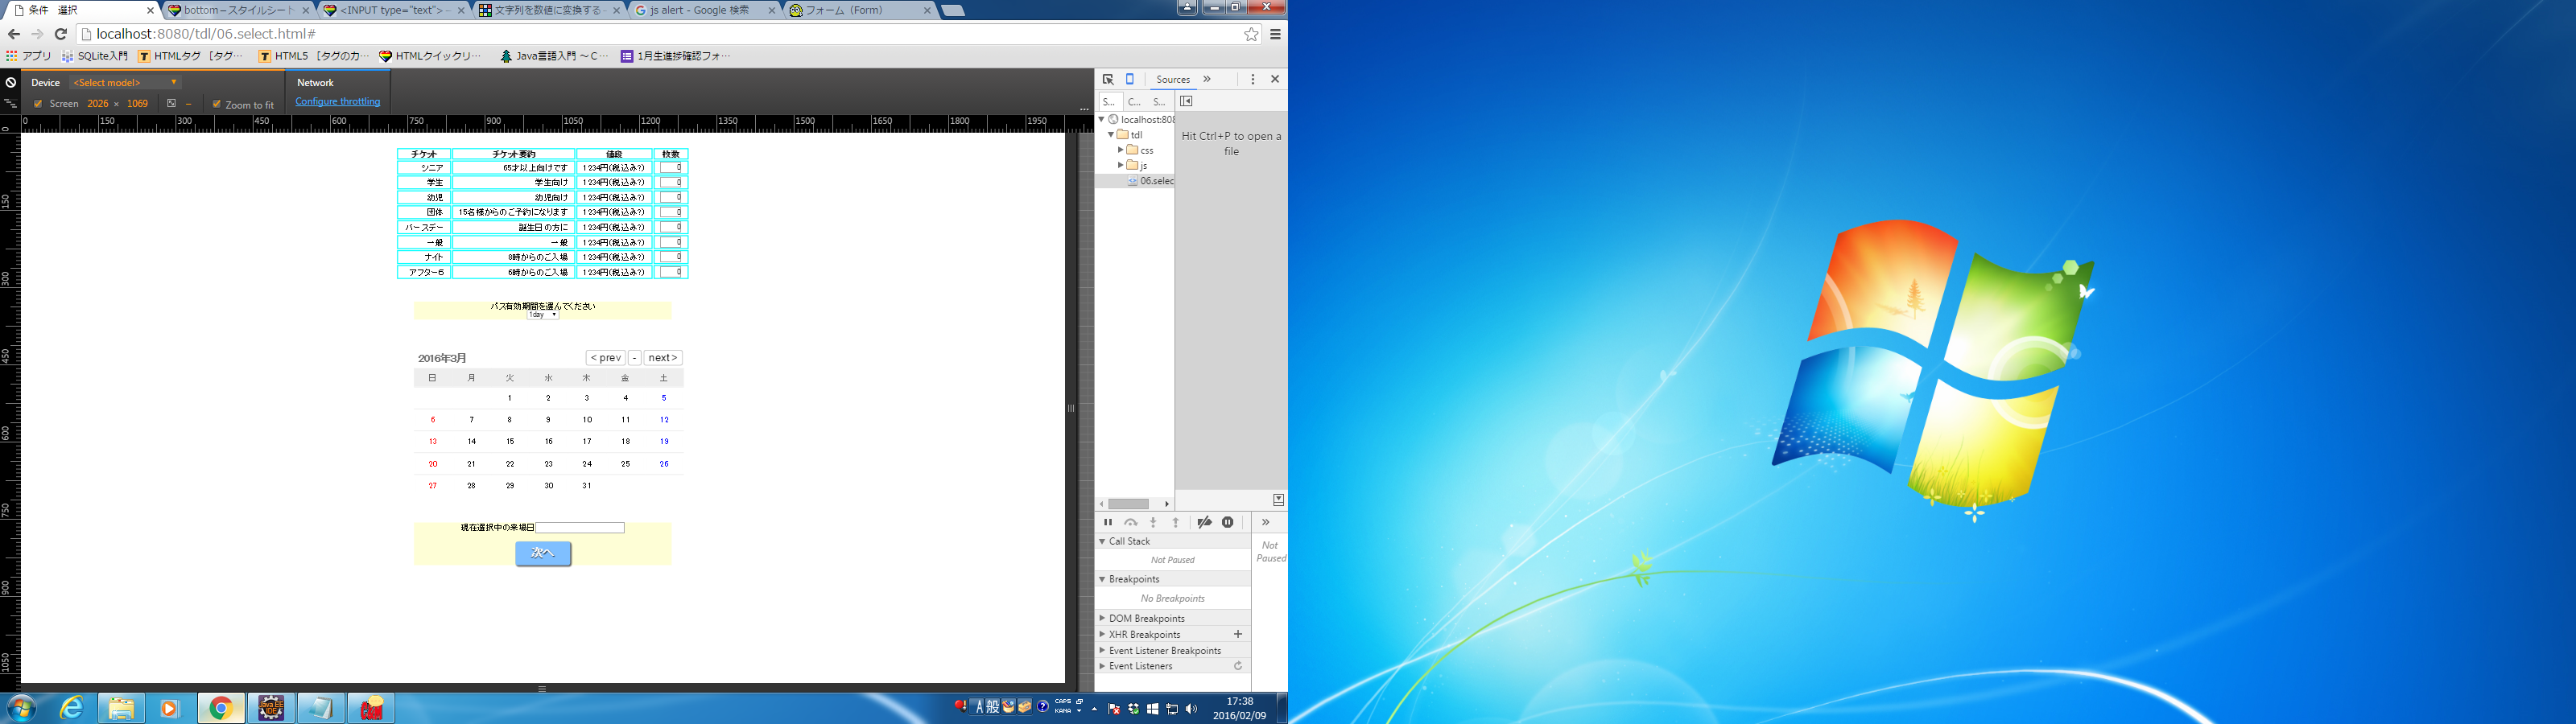 条件　選択
bottom－スタイルシート
<INPUT type="text"> -
文字列を数値に変換する -
js alert - Google 検索
フォーム（Form）
localhost:8080/tdl/06.select.html#
アプリ SQLite入門 HTMLタグ ［タグ… HTML5 ［タグの力… HTMLクイックリ… Java言語入門 ～C… 1月生進捗確認フォ…
Device <Select model> Network
Screen 2026 × 1069 Zoom to fit Configure throttling
...
0 150 300 450 600 750 900 1050 1200 1350 1500 1650 1800 1950
0
150
300
450
600
750
900
1050
チケット チケット要約 値段 枚数
シニア 65才以上向けです 1234円(税込み?) 0
学生 学生向け 1234円(税込み?) 0
幼児 幼児向け 1234円(税込み?) 0
団体 15名様からのご予約になります 1234円(税込み?) 0
バースデー 誕生日の方に 1234円(税込み?) 0
一般 一般 1234円(税込み?) 0
ナイト 8時からのご入場 1234円(税込み?) 0
アフター6 6時からのご入場 1234円(税込み?) 0
パス有効期間を選んでください
1day
2016年3月 < prev - next >
日 月 火 水 木 金 土
1 2 3 4 5
6 7 8 9 10 11 12
13 14 15 16 17 18 19
20 21 22 23 24 25 26
27 28 29 30 31
現在選択中の来場日
次へ
Sources »
S... C... S...
localhost:808
tdl
css
js
06.selec
Hit Ctrl+P to open a
file
Call Stack
Not Paused
Breakpoints
No Breakpoints
DOM Breakpoints
XHR Breakpoints
Event Listener Breakpoints
Event Listeners
»
Not
Paused
Java EE
IDE
A 般
CAPS
KANA
17:38
2016/02/09